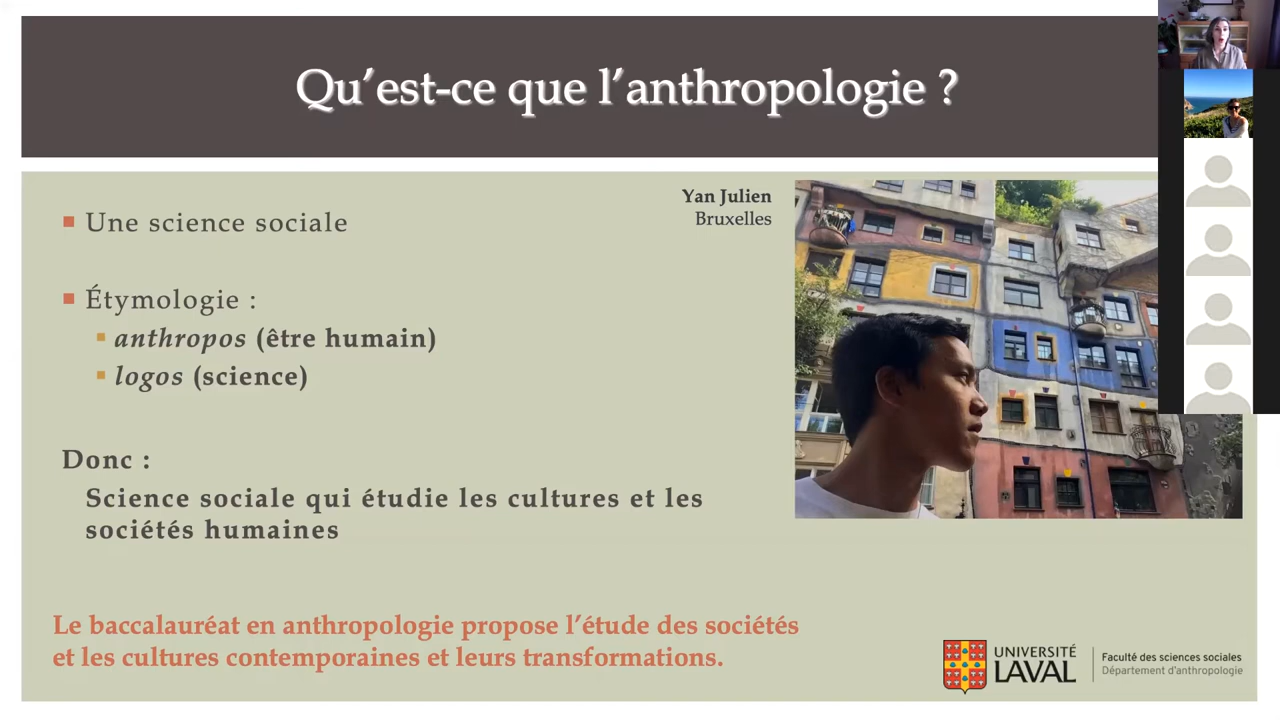 Qu’est-ce que l’anthropologie ?
Yan Julien
Bruxelles
Une science sociale
Étymologie :
anthropos (être humain)
logos (science)
Donc :
Science sociale qui étudie les cultures et les
sociétés humaines
Le baccalauréat en anthropologie propose l’étude des sociétés
et les cultures contemporaines et leurs transformations.
UNIVERSITÉ
LAVAL
Faculté des sciences sociales
Département d’anthropologie